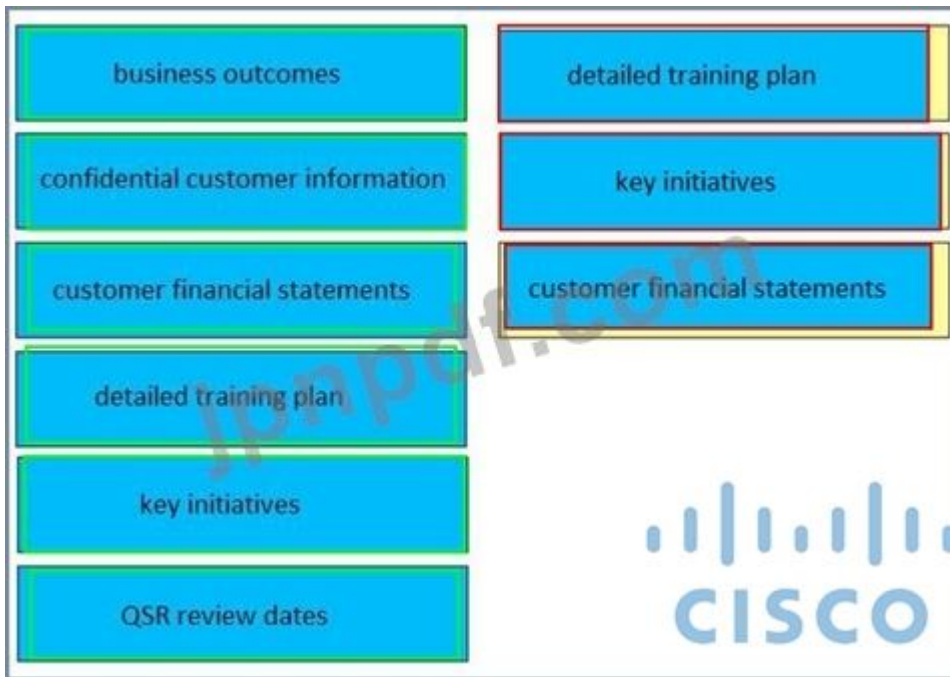 business outcomes
confidential customer information
customer financial statements
detailed training plan
key initiatives
QSR review dates
detailed training plan
key initiatives
customer financial statements
jpnpdf.com
CISCO